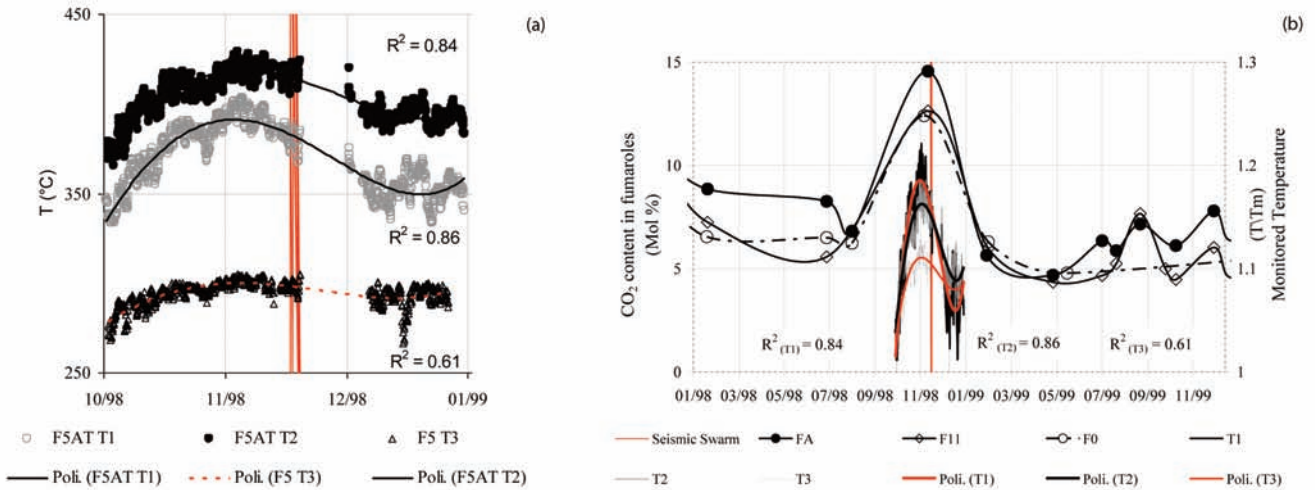 (a)
450
350
250
T (°C)
R² = 0.84
R² = 0.86
R² = 0.61
10/98 11/98 12/98 01/99
F5AT T1 F5AT T2 F5 T3
Poli. (F5AT T1) Poli. (F5 T3) Poli. (F5AT T2)
(b)
15
10
5
0
CO₂ content in fumaroles
(Mol %)
1.3
1.2
1.1
1
Monitored Temperature
(T\Tm)
R² (T1) = 0.84 R² (T2) = 0.86 R² (T3) = 0.61
01/98 03/98 05/98 07/98 09/98 11/98 01/99 03/99 05/99 07/99 09/99 11/99
Seismic Swarm FA F11 F0 T1
T2 T3 Poli. (T1) Poli. (T2) Poli. (T3)